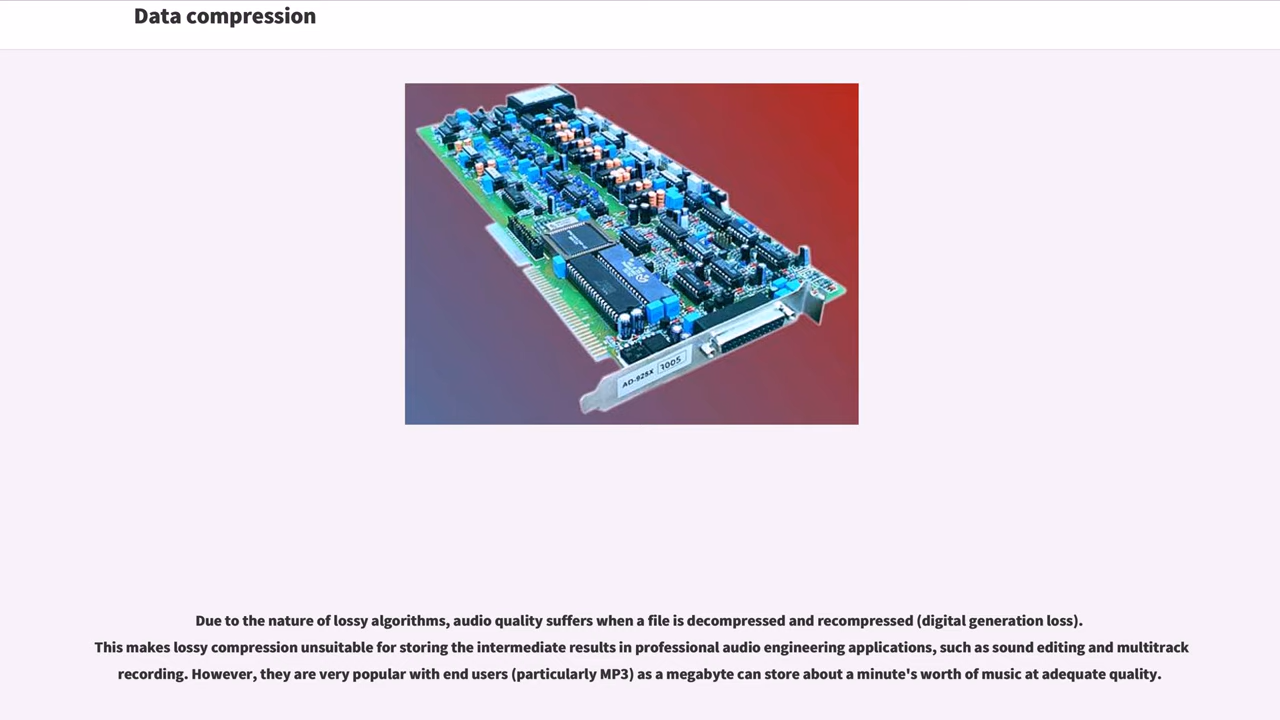 Data compression
AD-925X 1005
Due to the nature of lossy algorithms, audio quality suffers when a file is decompressed and recompressed (digital generation loss).
This makes lossy compression unsuitable for storing the intermediate results in professional audio engineering applications, such as sound editing and multitrack
recording. However, they are very popular with end users (particularly MP3) as a megabyte can store about a minute's worth of music at adequate quality.